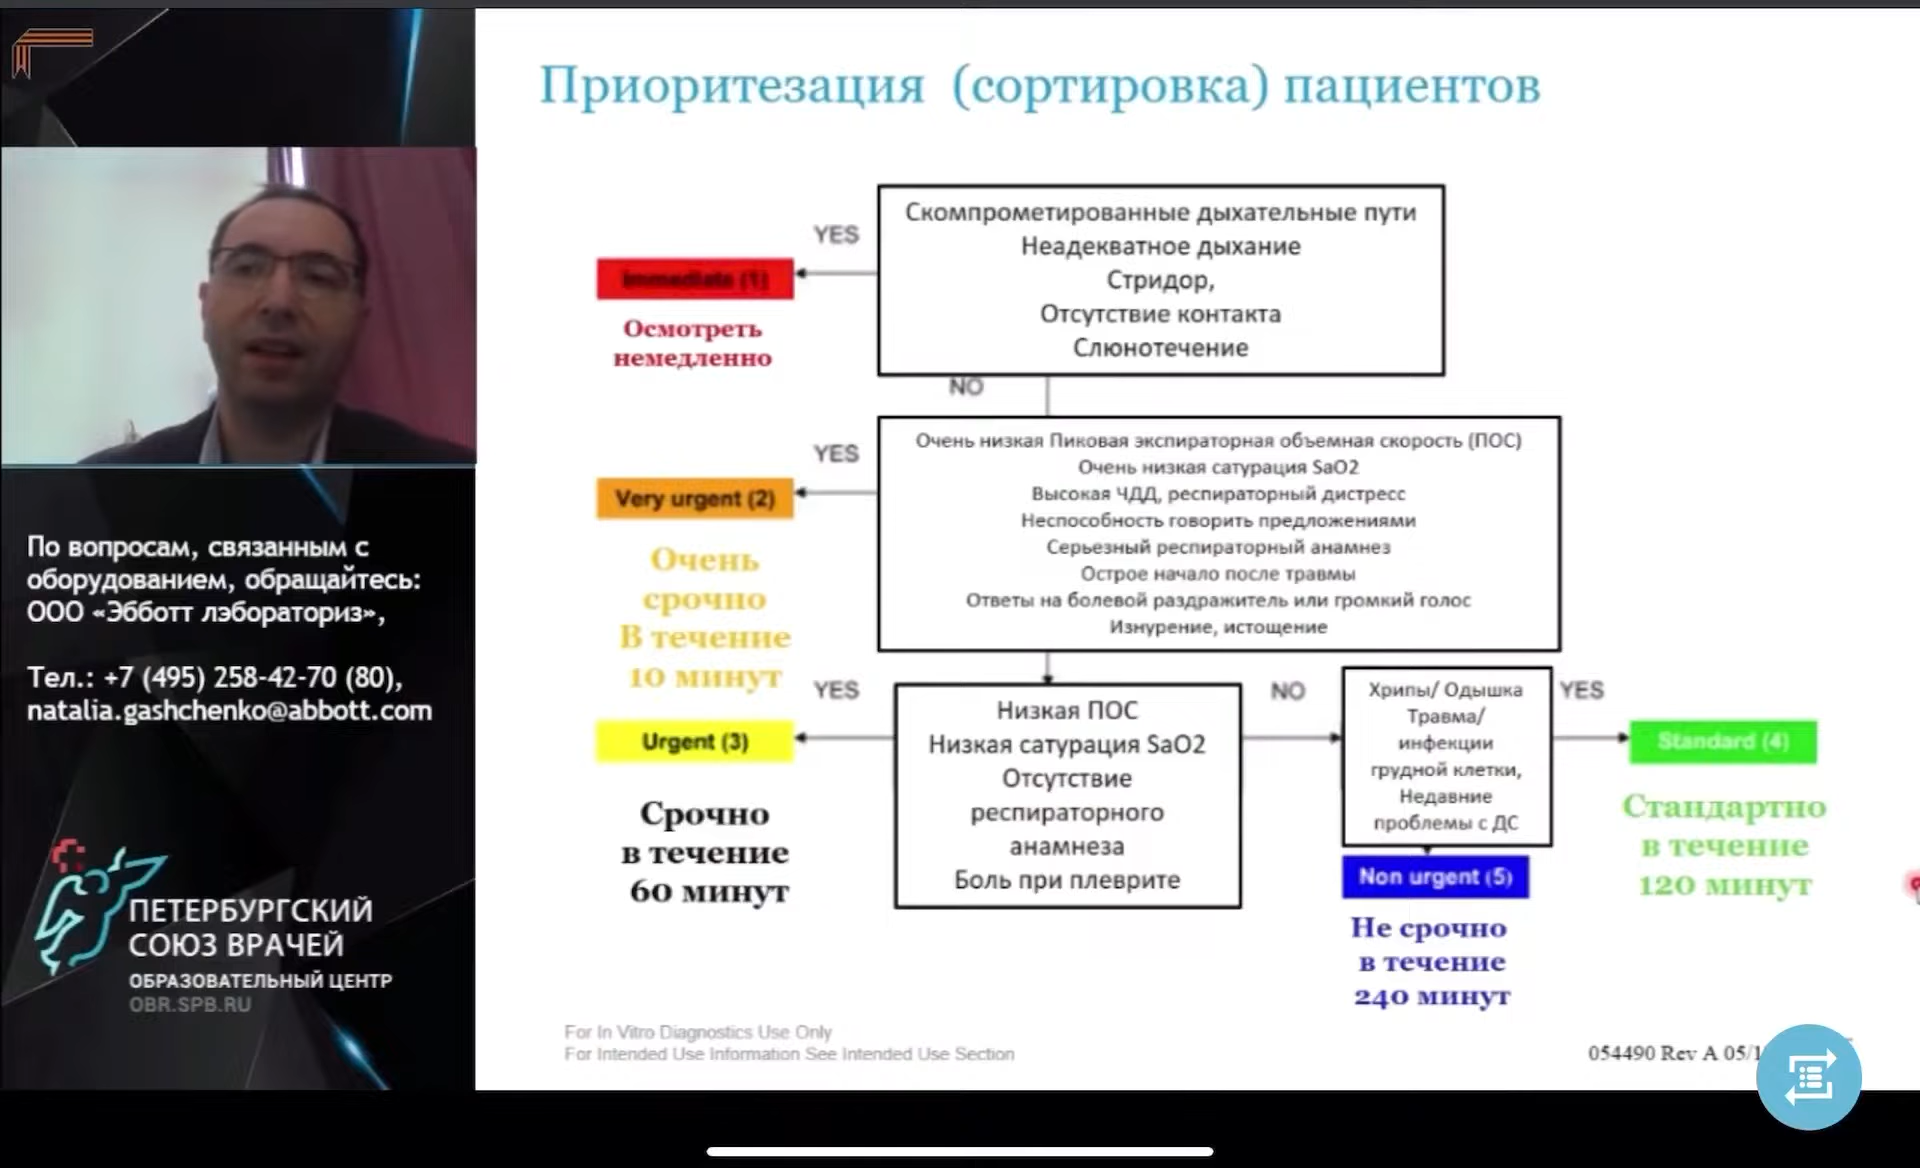 Приоритезация (сортировка) пациентов
Скомпрометированные дыхательные пути
Неадекватное дыхание
Стридор,
Отсутствие контакта
Слюнотечение
YES
Immediate (1)
Осмотреть
немедленно
NO
Очень низкая Пиковая экспираторная объемная скорость (ПОС)
Очень низкая сатурация SaO2
Высокая ЧДД, респираторный дистресс
Неспособность говорить предложениями
Серьезный респираторный анамнез
Острое начало после травмы
Ответы на болевой раздражитель или громкий голос
Изнурение, истощение
YES
Very urgent (2)
Очень
срочно
В течение
10 минут
Низкая ПОС
Низкая сатурация SaO2
Отсутствие
респираторного
анамнеза
Боль при плеврите
YES
Urgent (3)
Срочно
в течение
60 минут
NO
Хрипы/ Одышка
Травма/
инфекции
грудной клетки,
Недавние
проблемы с ДС
YES
Standard (4)
Стандартно
в течение
120 минут
Non urgent (5)
Не срочно
в течение
240 минут
For In Vitro Diagnostics Use Only
For Intended Use Information See Intended Use Section
054490 Rev A 05/1
По вопросам, связанным с
оборудованием, обращайтесь:
ООО «Эбботт лэбораториз»,
Тел.: +7 (495) 258-42-70 (80),
natalia.gashchenko@abbott.com
ПЕТЕРБУРГСКИЙ
СОЮЗ ВРАЧЕЙ
ОБРАЗОВАТЕЛЬНЫЙ ЦЕНТР
OBR.SPB.RU